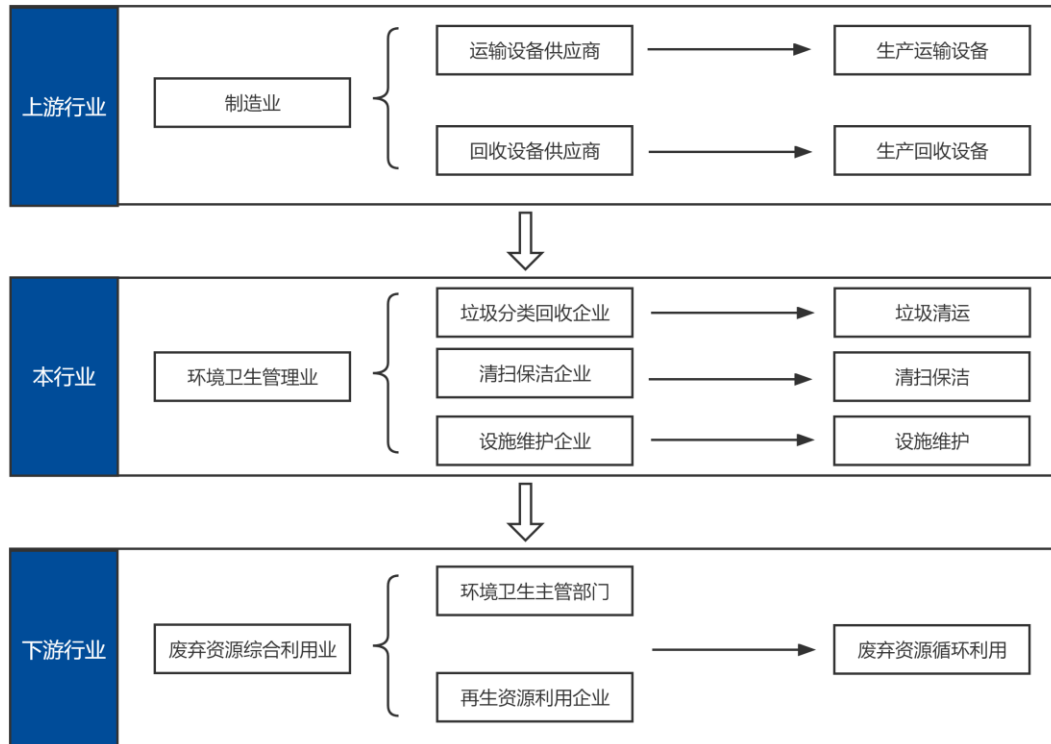 上游行业
制造业
运输设备供应商
生产运输设备
回收设备供应商
生产回收设备
本行业
环境卫生管理业
垃圾分类回收企业
垃圾清运
清扫保洁企业
清扫保洁
设施维护企业
设施维护
下游行业
废弃资源综合利用业
环境卫生主管部门
再生资源利用企业
废弃资源循环利用